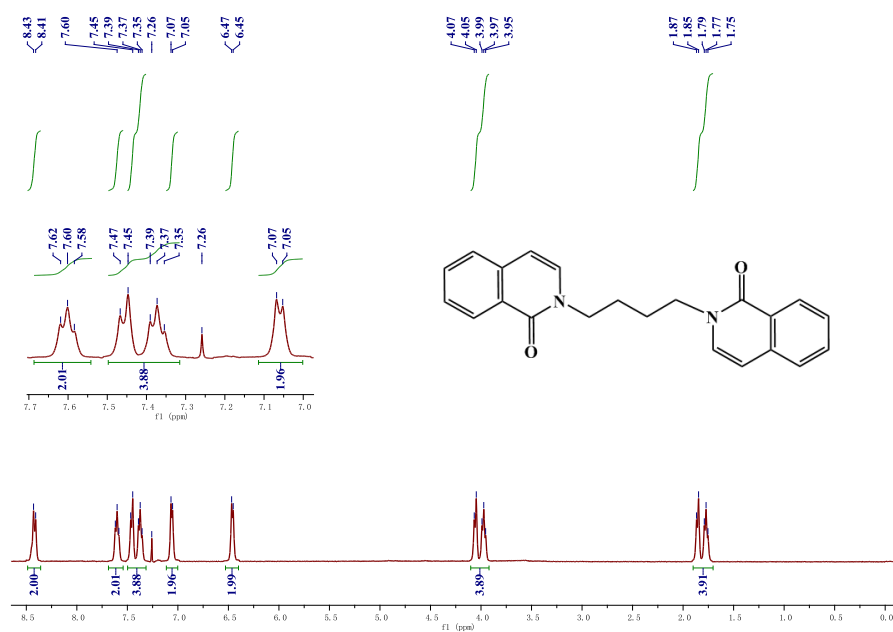 8.43 8.41 7.60 7.45 7.39 7.37 7.35 7.26 7.07 7.05 6.47 6.45 4.07 4.05 3.99 3.97 3.95 1.87 1.85 1.79 1.77 1.75
7.62 7.60 7.58 7.47 7.45 7.39 7.37 7.35 7.26 7.07 7.05
2.01 3.88 1.96
7.7 7.6 7.5 7.4 7.3 7.2 7.1 7.0
f1 (ppm)
N
O
O
N
2.00 2.01 3.88 1.96 1.99 3.89 3.91
8.5 8.0 7.5 7.0 6.5 6.0 5.5 5.0 4.5 4.0 3.5 3.0 2.5 2.0 1.5 1.0 0.5 0.0
f1 (ppm)